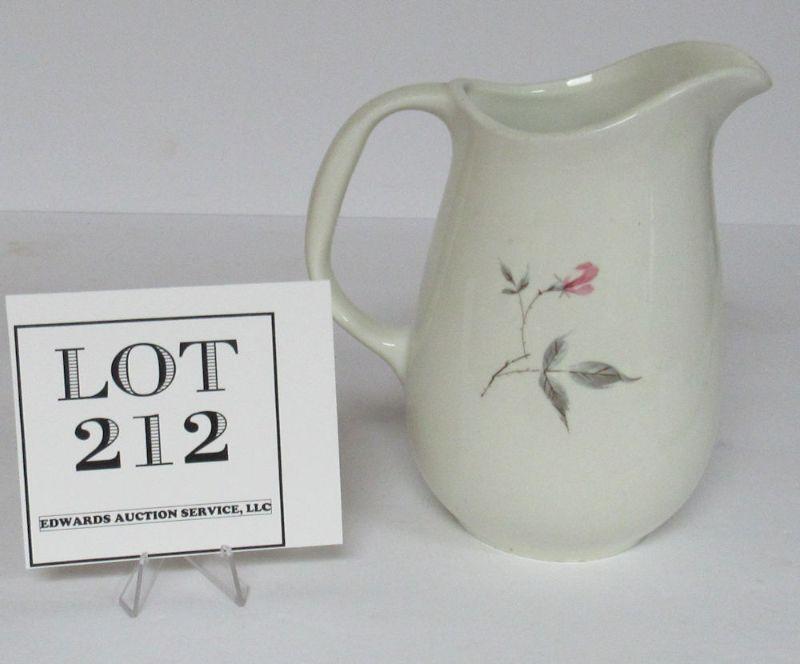 LOT
212
EDWARDS AUCTION SERVICE, LLC